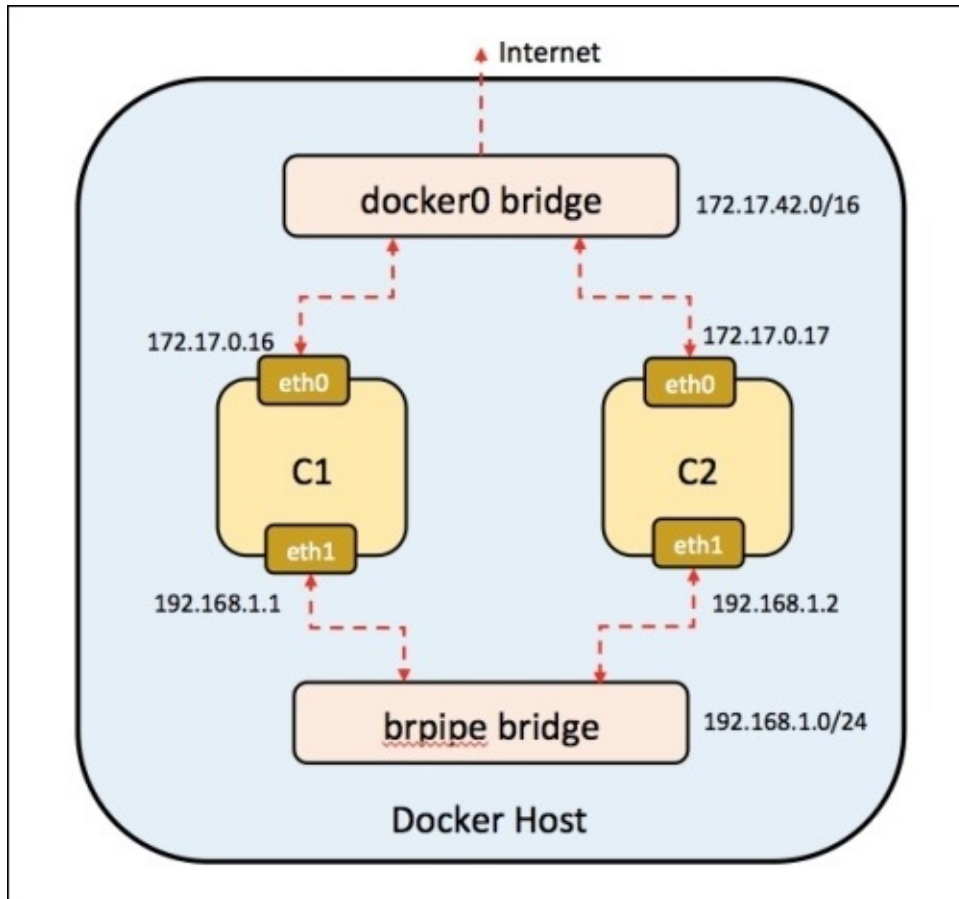 Internet
docker0 bridge
172.17.42.0/16
172.17.0.16
172.17.0.17
eth0
eth0
C1
C2
eth1
eth1
192.168.1.1
192.168.1.2
brpipe bridge
192.168.1.0/24
Docker Host